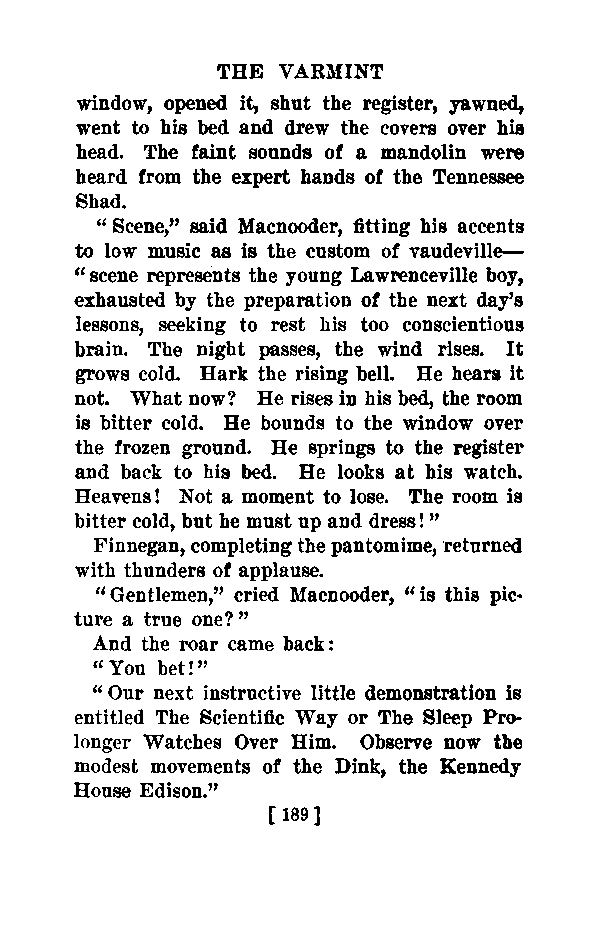 THE VARMINT
window, opened it, shut the register, yawned,
went to his bed and drew the covers over his
head. The faint sounds of a mandolin were
heard from the expert hands of the Tennessee
Shad.
“Scene,” said Macnooder, fitting his accents
to low music as is the custom of vaudeville—
“scene represents the young Lawrenceville boy,
exhausted by the preparation of the next day’s
lessons, seeking to rest his too conscientious
brain. The night passes, the wind rises. It
grows cold. Hark the rising bell. He hears it
not. What now? He rises in his bed, the room
is bitter cold. He bounds to the window over
the frozen ground. He springs to the register
and back to his bed. He looks at his watch.
Heavens! Not a moment to lose. The room is
bitter cold, but he must up and dress!”
Finnegan, completing the pantomime, returned
with thunders of applause.
“Gentlemen,” cried Macnooder, “is this pic-
ture a true one?”
And the roar came back:
“You bet!”
“Our next instructive little demonstration is
entitled The Scientific Way or The Sleep Pro-
longer Watches Over Him. Observe now the
modest movements of the Dink, the Kennedy
House Edison.”
[189]